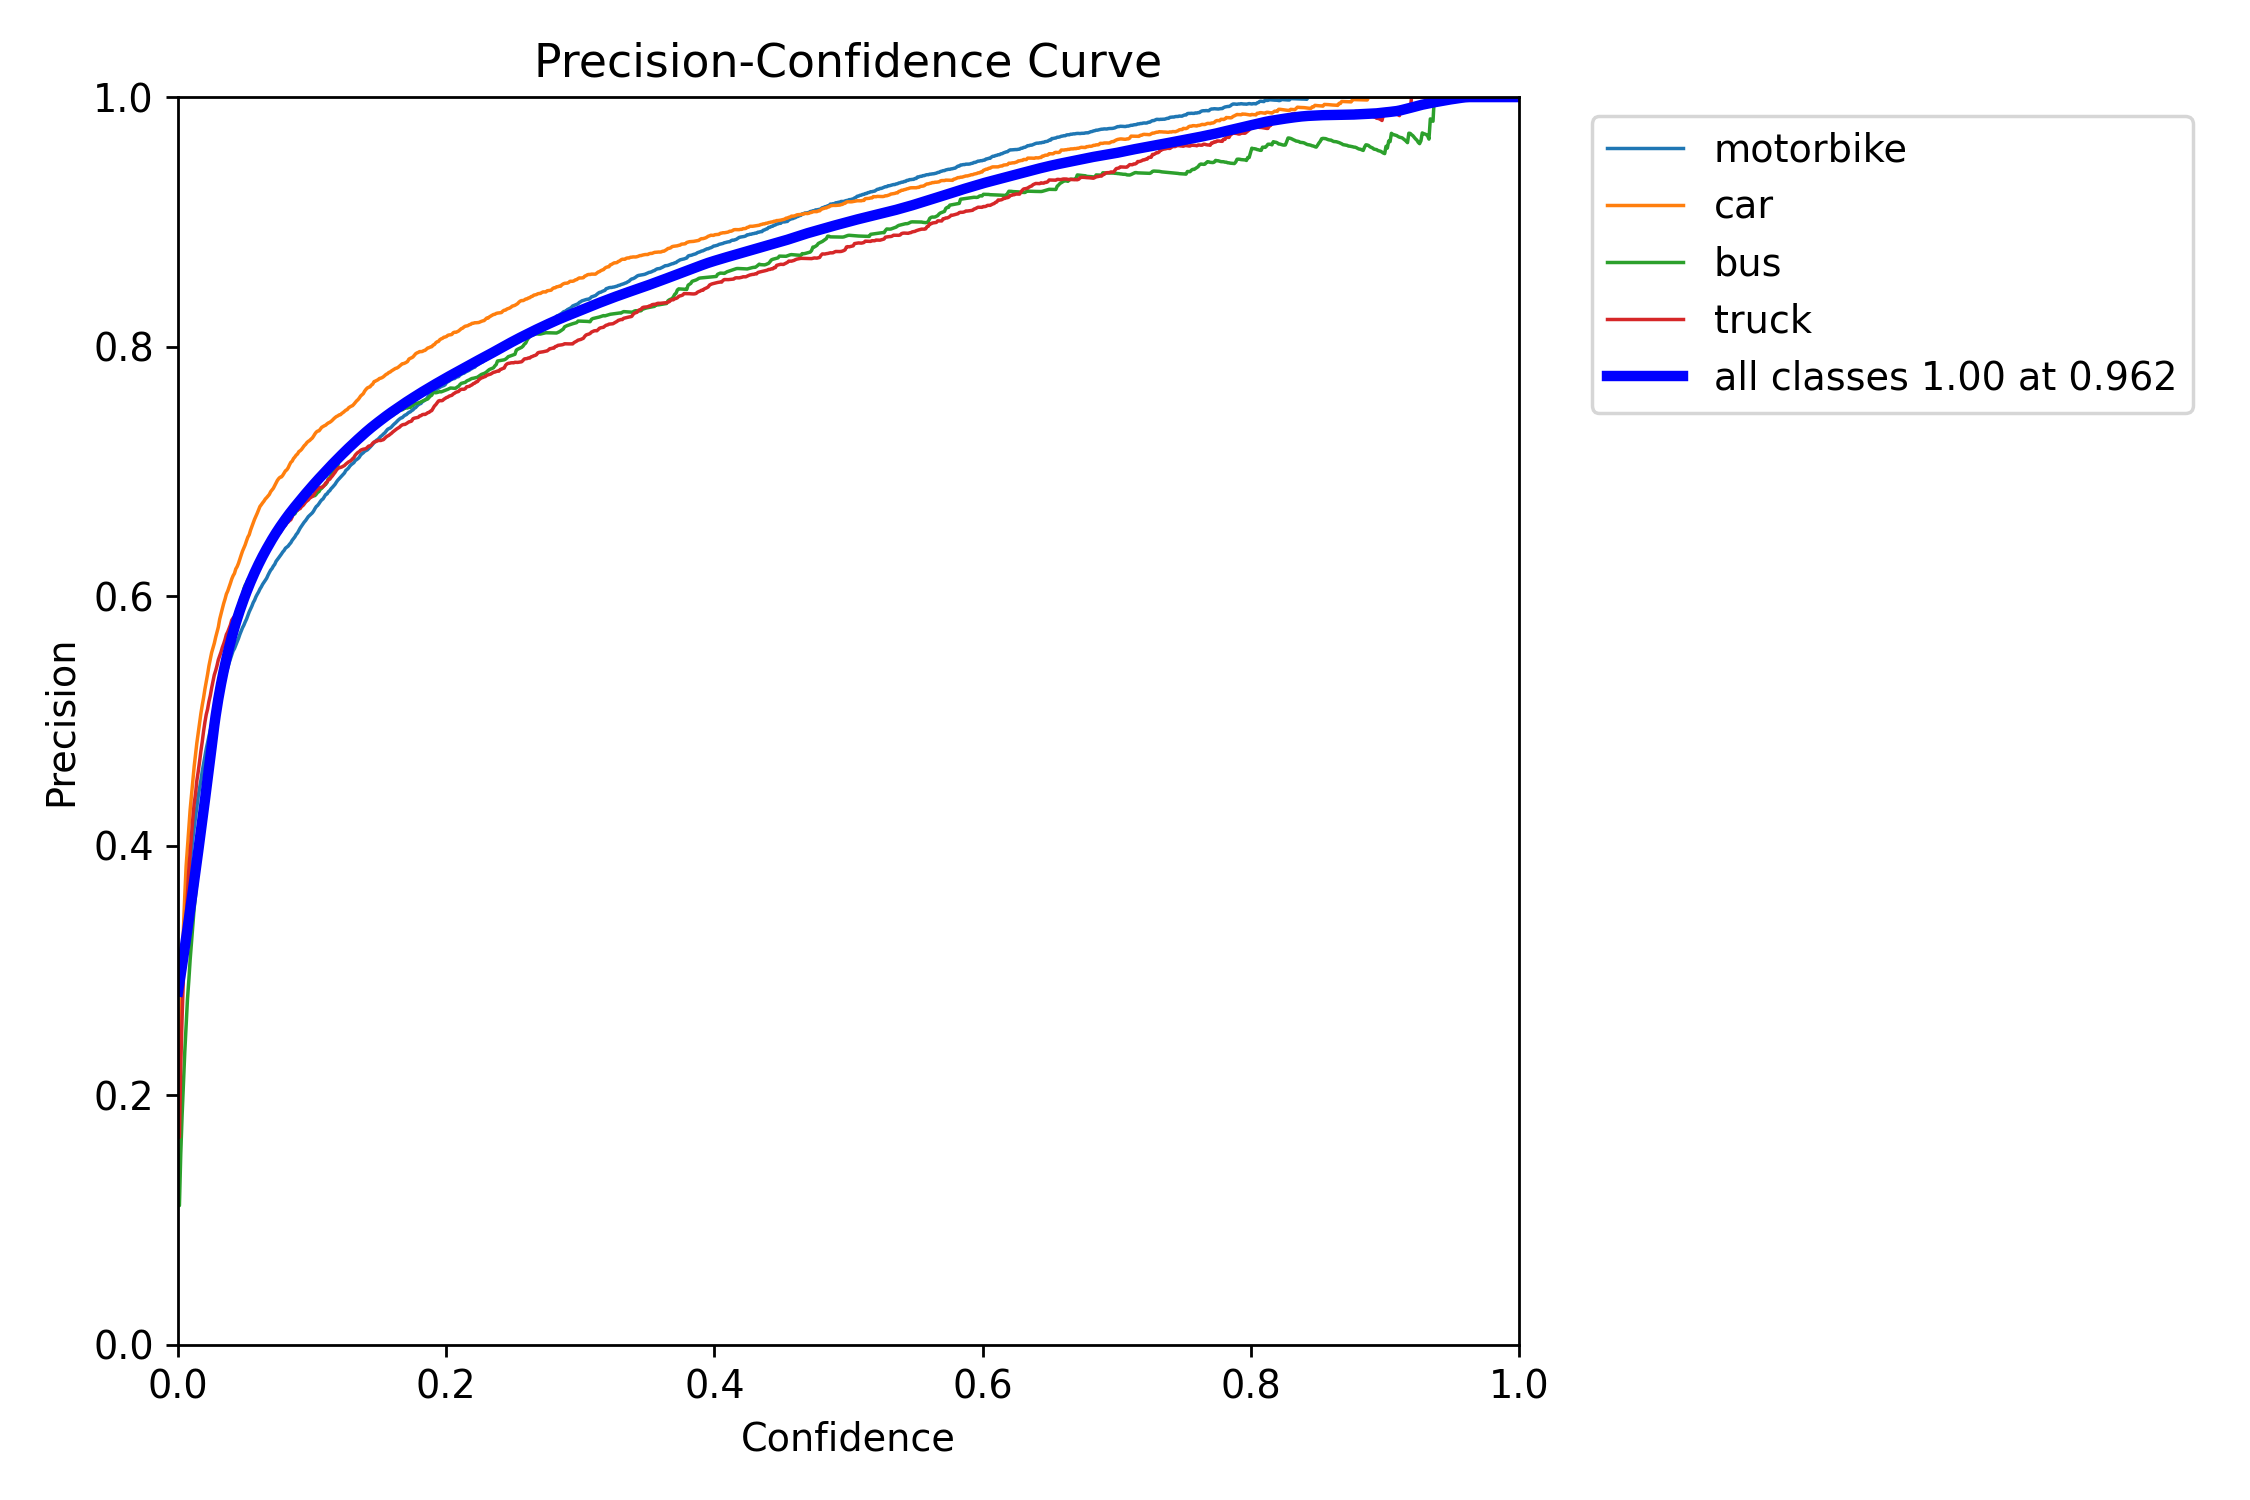 Precision-Confidence Curve
1.0
0.8
0.6
0.4
0.2
0.0
Precision
0.0 0.2 0.4 0.6 0.8 1.0
Confidence
motorbike
car
bus
truck
all classes 1.00 at 0.962